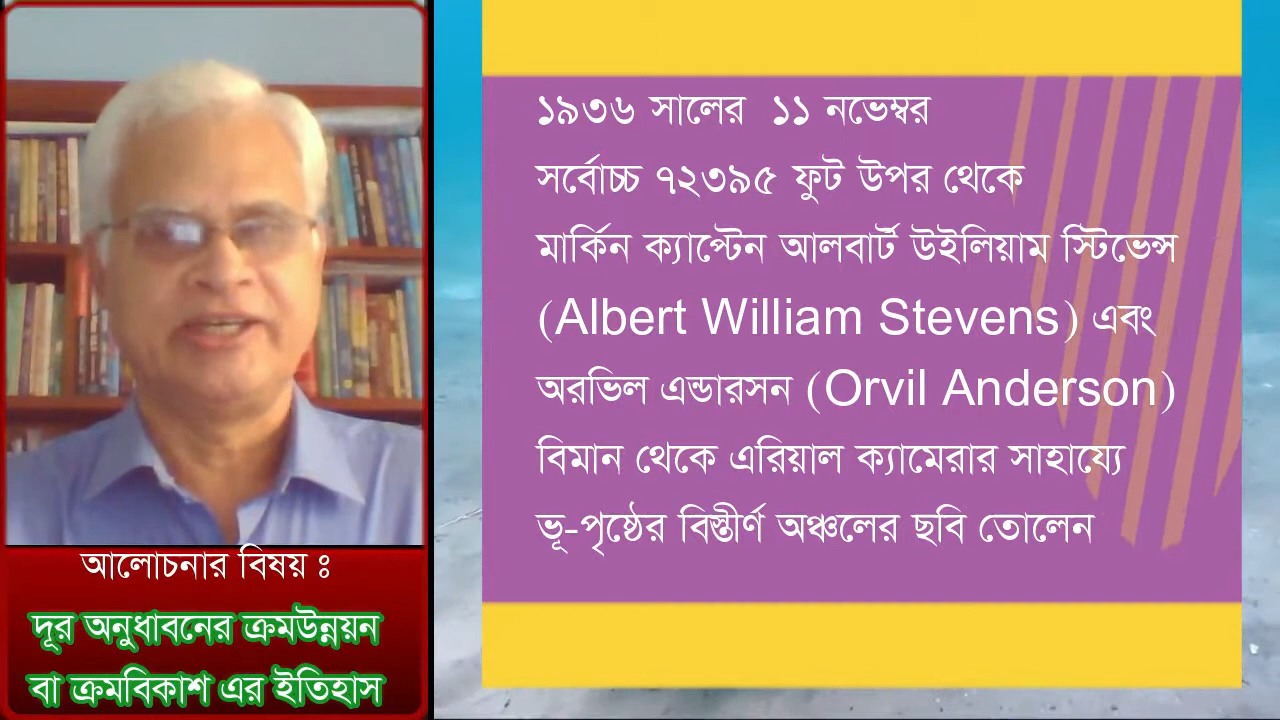 ১৯৩৬ সালের ১১ নভেম্বর
সর্বোচ্চ ৭২৩৯৫ ফুট উপর থেকে
মার্কিন ক্যাপ্টেন আলবার্ট উইলিয়াম স্টিভেন্স
(Albert William Stevens) এবং
অরভিল এন্ডারসন (Orvil Anderson)
বিমান থেকে এরিয়াল ক্যামেরার সাহায্যে
ভূ-পৃষ্ঠের বিস্তীর্ণ অঞ্চলের ছবি তোলেন
আলোচনার বিষয় ঃ
দূর অনুধাবনের ক্রমউন্নয়ন
বা ক্রমবিকাশ এর ইতিহাস